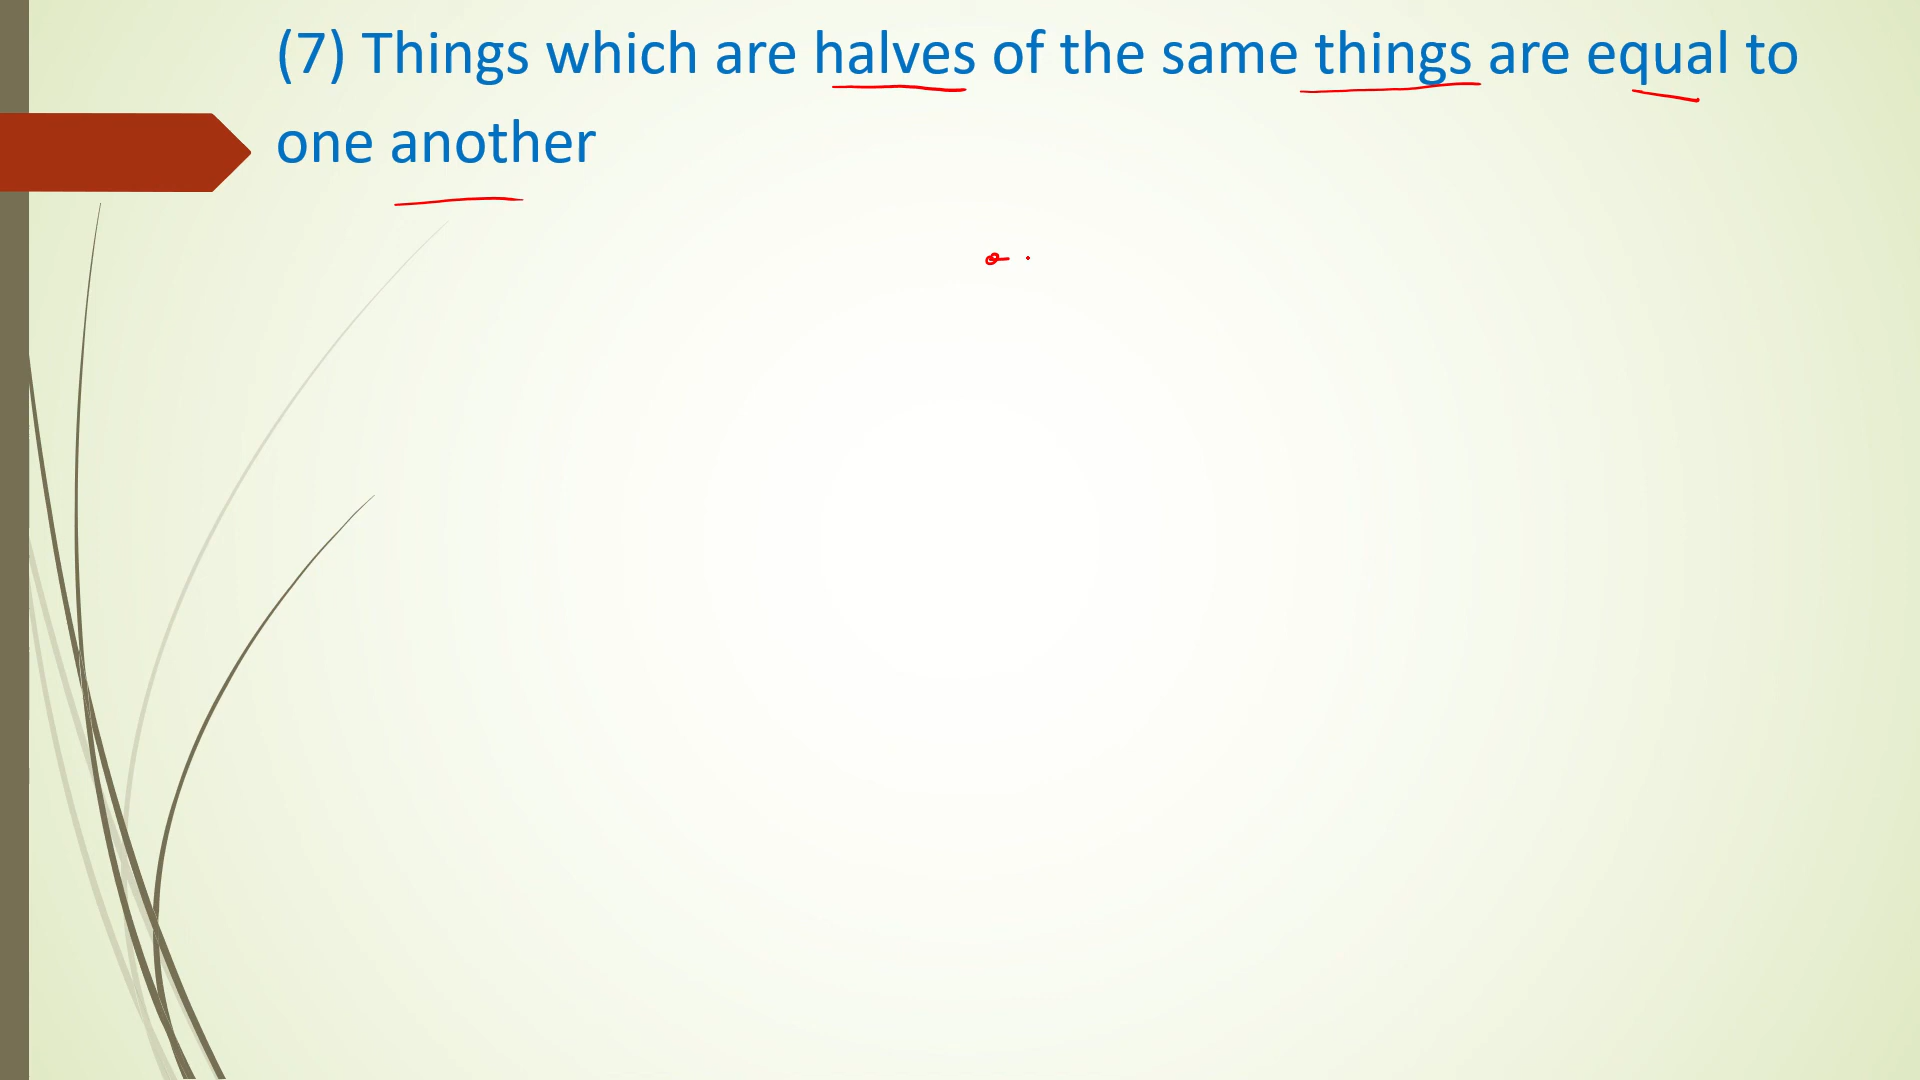 (7) Things which are halves of the same things are equal to
one another